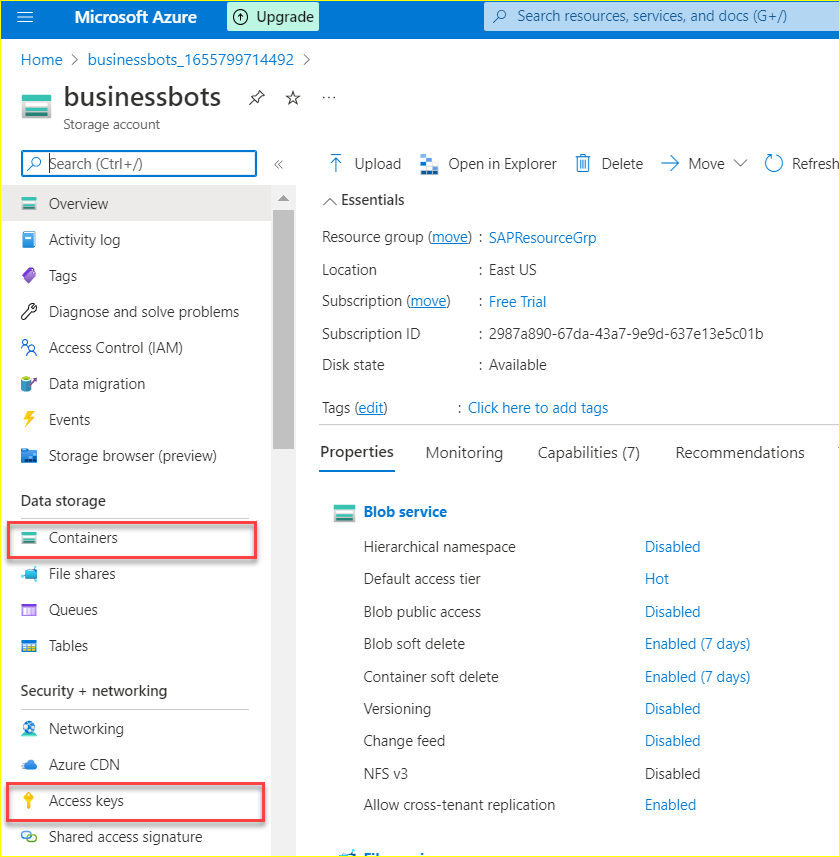 Microsoft Azure Upgrade Search resources, services, and docs (G+/)
Home > businessbots_1655799714492 >
businessbots ...
Storage account
Search (Ctrl+/) «
Overview
Activity log
Tags
Diagnose and solve problems
Access Control (IAM)
Data migration
Events
Storage browser (preview)
Data storage
Containers
File shares
Queues
Tables
Security + networking
Networking
Azure CDN
Access keys
Shared access signature
Upload Open in Explorer Delete Move Refresh
Essentials
Resource group (move) : SAPResourceGrp
Location : East US
Subscription (move) : Free Trial
Subscription ID : 2987a890-67da-43a7-9e9d-637e13e5c01b
Disk state : Available
Tags (edit) : Click here to add tags
Properties Monitoring Capabilities (7) Recommendations
Blob service
Hierarchical namespace Disabled
Default access tier Hot
Blob public access Disabled
Blob soft delete Enabled (7 days)
Container soft delete Enabled (7 days)
Versioning Disabled
Change feed Disabled
NFS v3 Disabled
Allow cross-tenant replication Enabled